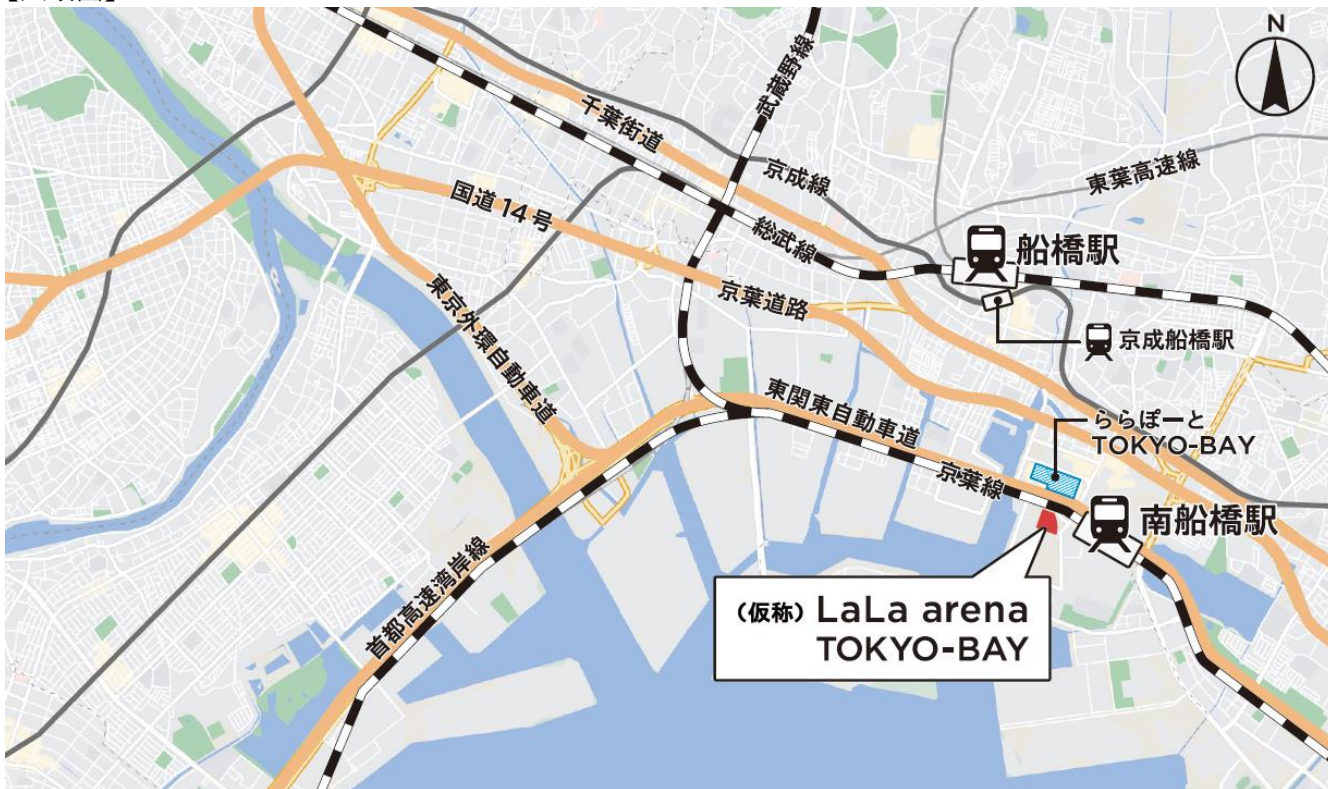 N
武蔵野線
千葉街道
京成線
東葉高速線
国道14号
総武線
船橋駅
京葉道路
京成船橋駅
東京外環自動車道
東関東自動車道
ららぽーと
TOKYO-BAY
京葉線
南船橋駅
首都高速湾岸線
(仮称) LaLa arena
TOKYO-BAY